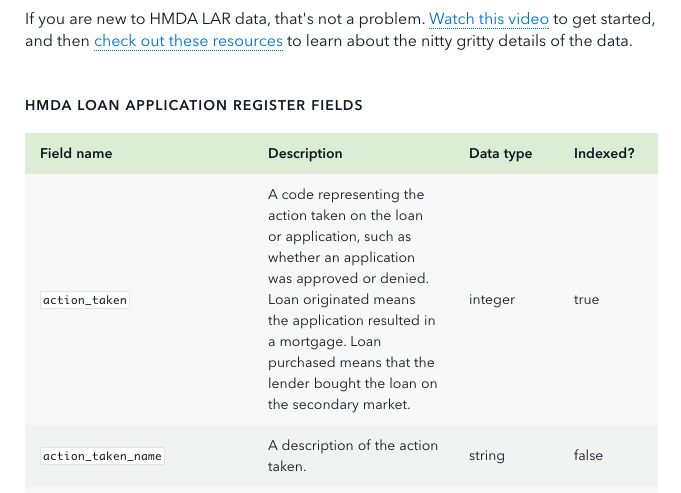 If you are new to HMDA LAR data, that's not a problem. Watch this video to get started,
and then check out these resources to learn about the nitty gritty details of the data.
HMDA LOAN APPLICATION REGISTER FIELDS
Field name Description Data type Indexed?
action_taken
A code representing the
action taken on the loan
or application, such as
whether an application
was approved or denied.
Loan originated means
the application resulted in
a mortgage. Loan
purchased means that the
lender bought the loan on
the secondary market.
integer
true
action_taken_name
A description of the action
taken.
string
false